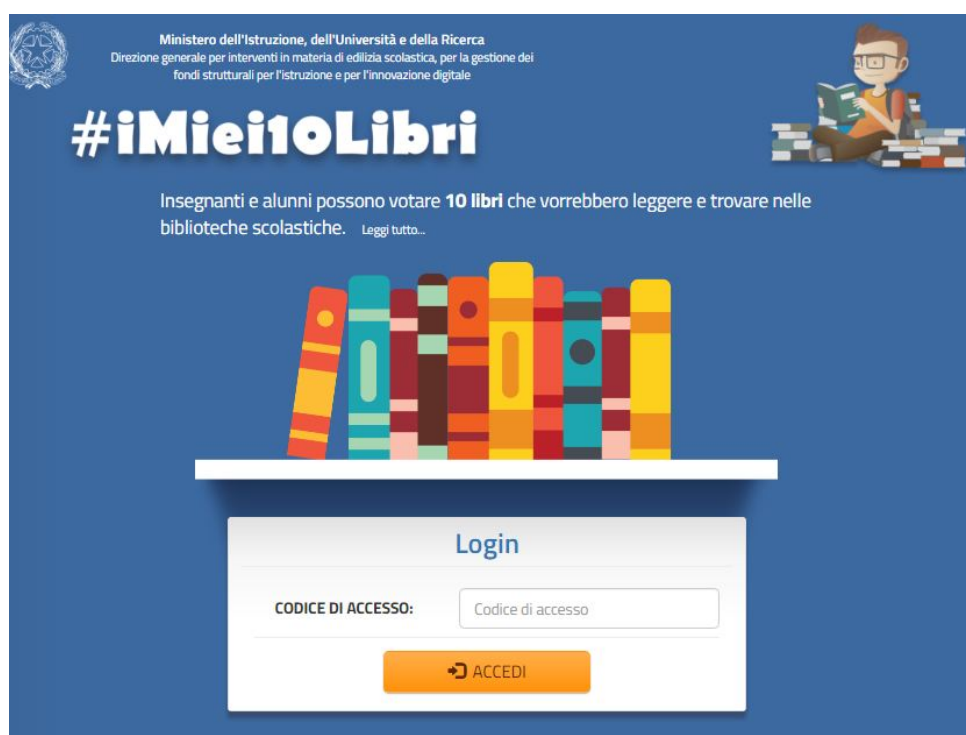 Ministero dell'Istruzione, dell'Università e della Ricerca
Direzione generale per interventi in materia di edilizia scolastica, per la gestione dei
fondi strutturali per l'istruzione e per l'innovazione digitale
#iMiei10Libri
Insegnanti e alunni possono votare 10 libri che vorrebbero leggere e trovare nelle
biblioteche scolastiche. Leggi tutto...
Login
CODICE DI ACCESSO: Codice di accesso
ACCEDI